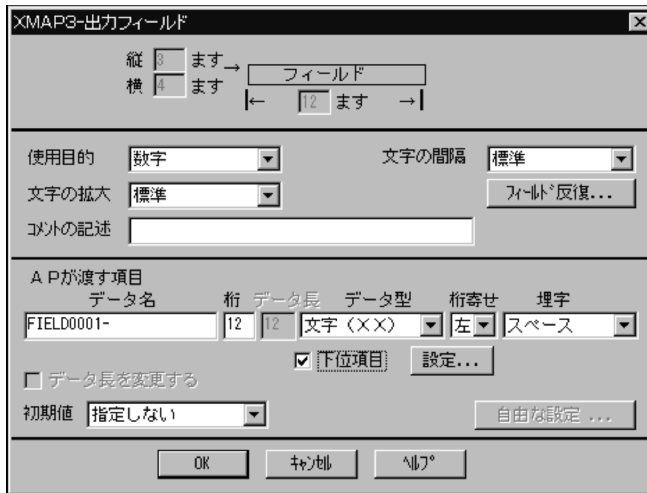 XMAP3-出力フィールド
縦 3 ます→
横 4 ます
フィールド
|← 12 ます →|
使用目的 数字 文字の間隔 標準
文字の拡大 標準 フィールド反復...
コメントの記述
APが渡す項目
データ名 桁 データ長 データ型 桁寄せ 埋字
FIELD0001- 12 12 文字(XX) 左 スペース
下位項目 設定...
データ長を変更する
初期値 指定しない 自由な設定 ...
OK キャンセル ヘルプ